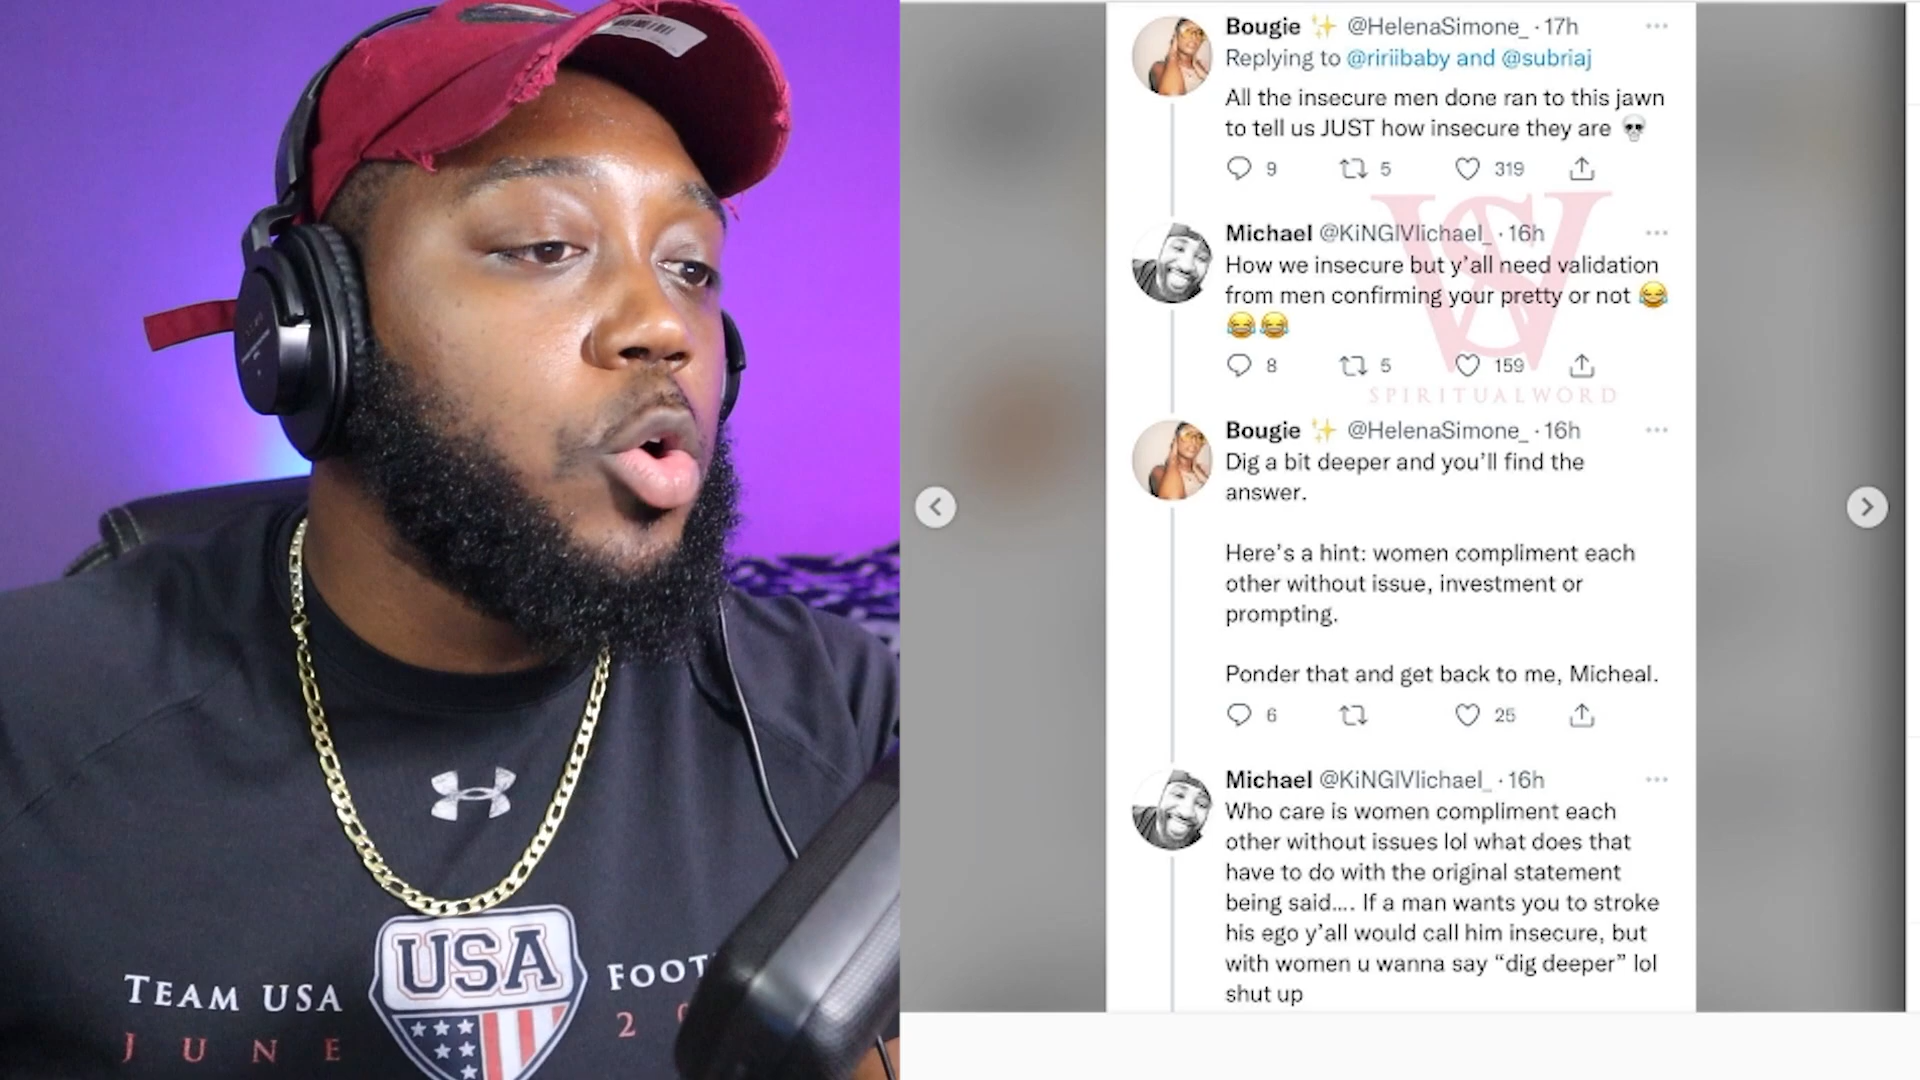 Bougie ✨ @HelenaSimone_ · 17h
Replying to @ririibaby and @subriaj
All the insecure men done ran to this jawn
to tell us JUST how insecure they are 💀
9 5 319
Michael @KiNGIVIichael_ · 16h
How we insecure but y’all need validation
from men confirming your pretty or not 😂
😂😂
8 5 159
SW
SPIRITUALWORD
Bougie ✨ @HelenaSimone_ · 16h
Dig a bit deeper and you’ll find the
answer.
Here’s a hint: women compliment each
other without issue, investment or
prompting.
Ponder that and get back to me, Micheal.
6 25
Michael @KiNGIVIichael_ · 16h
Who care is women compliment each
other without issues lol what does that
have to do with the original statement
being said.... If a man wants you to stroke
his ego y’all would call him insecure, but
with women u wanna say “dig deeper” lol
shut up
USA
TEAM USA
JUNE